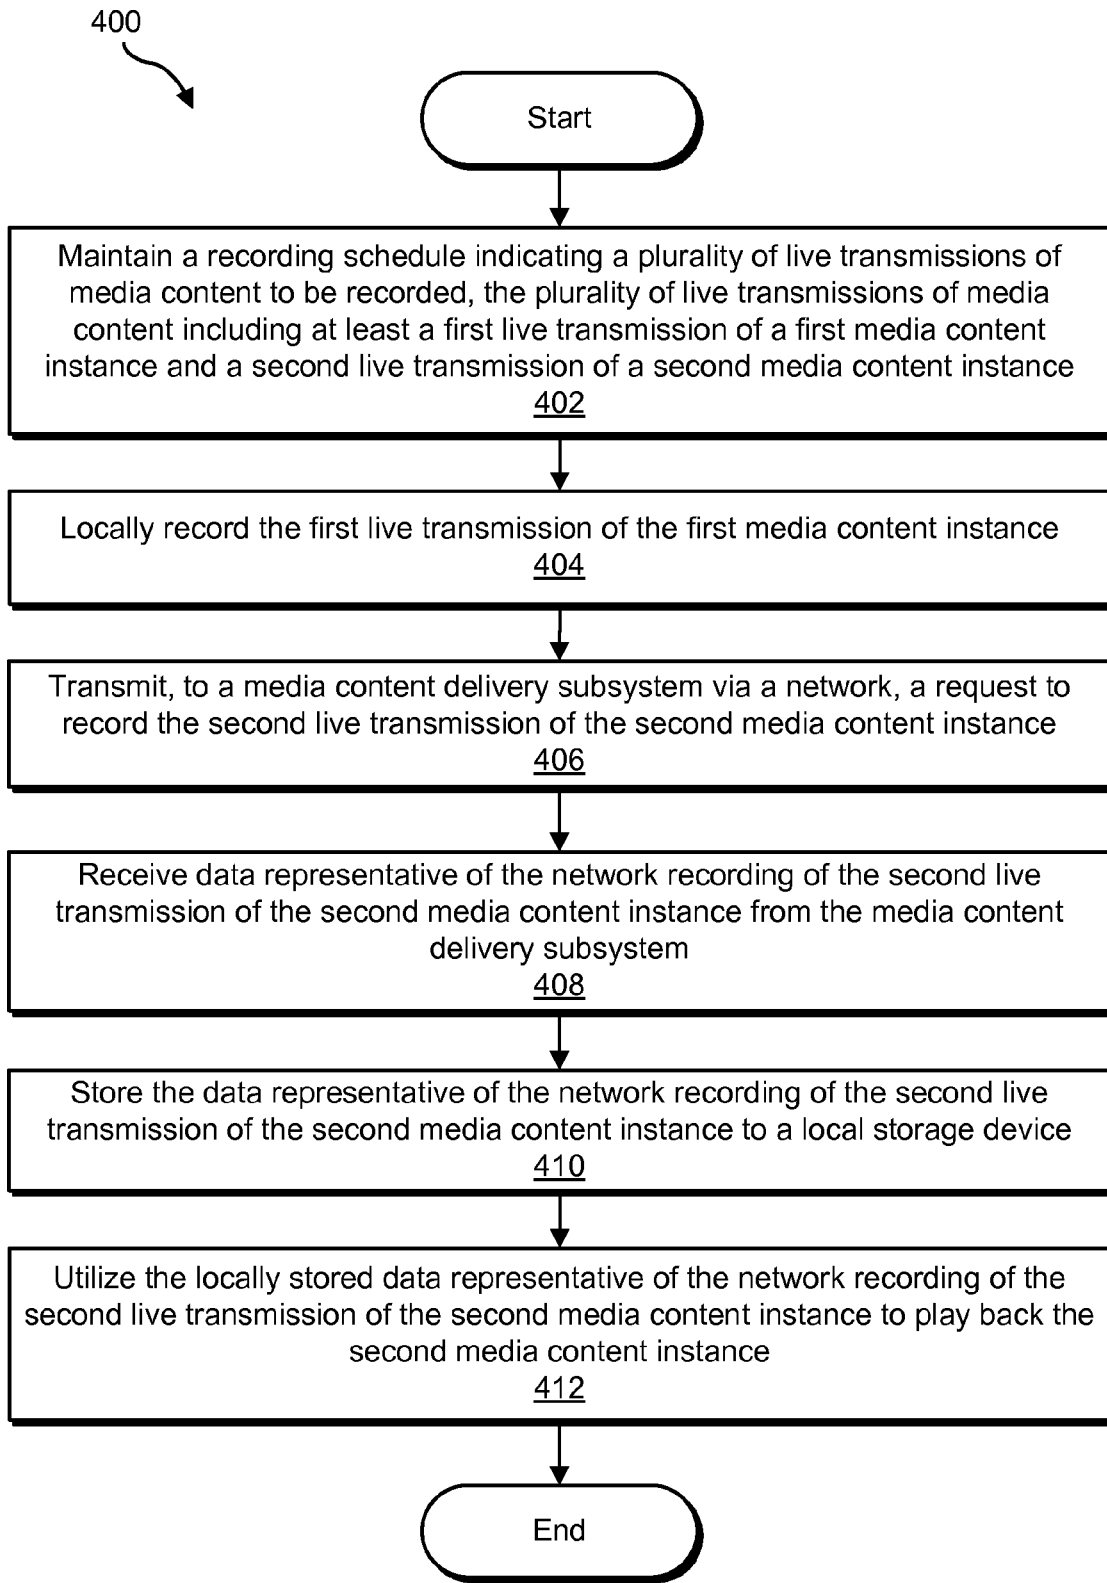 400
Start
Maintain a recording schedule indicating a plurality of live transmissions of
media content to be recorded, the plurality of live transmissions of media
content including at least a first live transmission of a first media content
instance and a second live transmission of a second media content instance
402
Locally record the first live transmission of the first media content instance
404
Transmit, to a media content delivery subsystem via a network, a request to
record the second live transmission of the second media content instance
406
Receive data representative of the network recording of the second live
transmission of the second media content instance from the media content
delivery subsystem
408
Store the data representative of the network recording of the second live
transmission of the second media content instance to a local storage device
410
Utilize the locally stored data representative of the network recording of the
second live transmission of the second media content instance to play back the
second media content instance
412
End